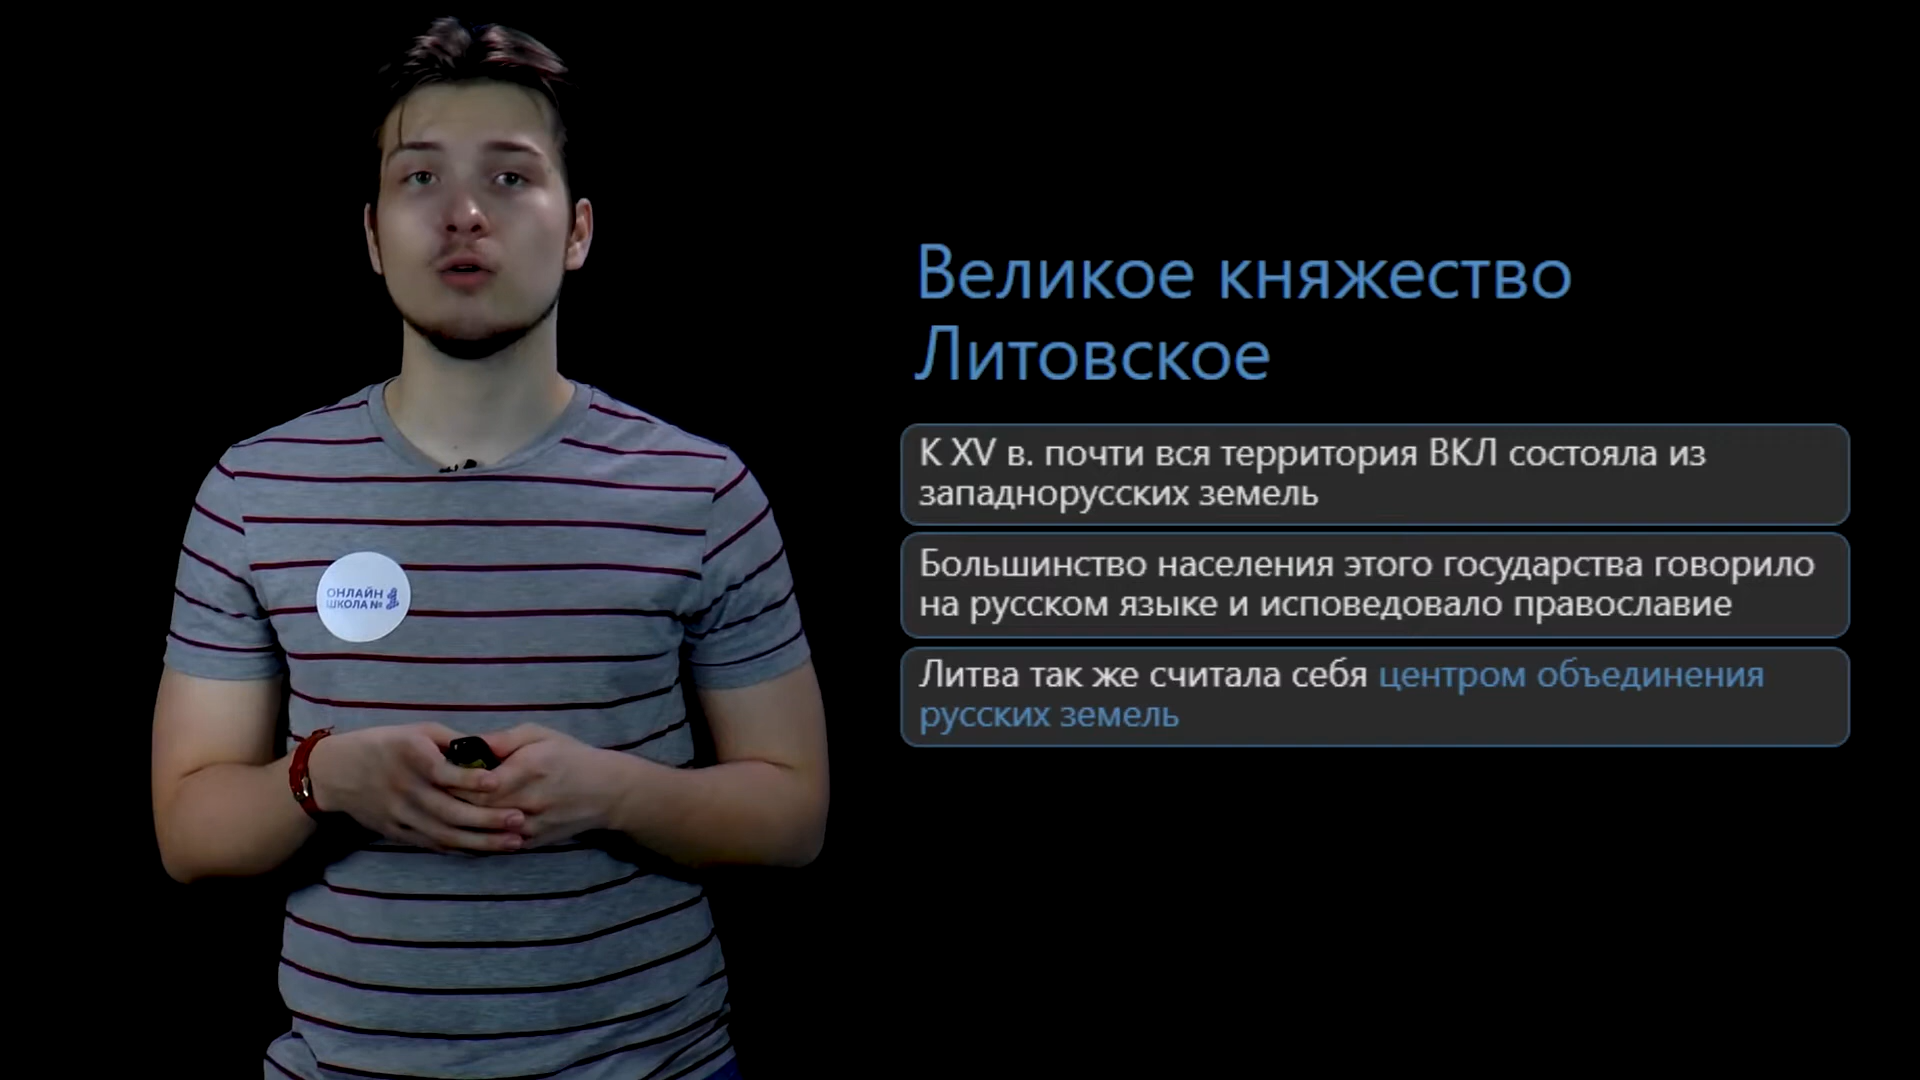 Великое княжество
Литовское
К XV в. почти вся территория ВКЛ состояла из
западнорусских земель
Большинство населения этого государства говорило
на русском языке и исповедовало православие
Литва так же считала себя центром объединения
русских земель
ОНЛАЙН
ШКОЛА № 1